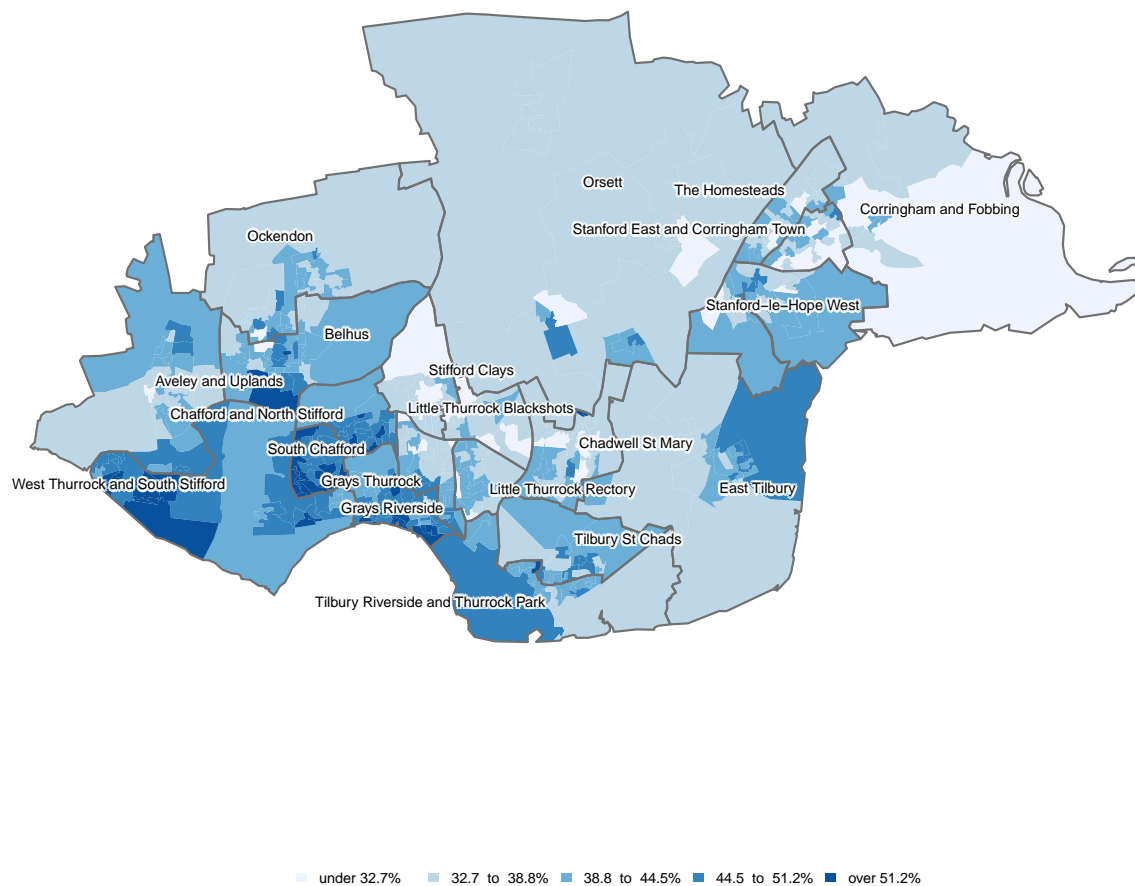 Orsett
The Homesteads
Corringham and Fobbing
Stanford East and Corringham Town
Ockendon
Stanford–le–Hope West
Belhus
Stifford Clays
Aveley and Uplands
Little Thurrock Blackshots
Chafford and North Stifford
Chadwell St Mary
South Chafford
Grays Thurrock
West Thurrock and South Stifford
Little Thurrock Rectory
East Tilbury
Grays Riverside
Tilbury St Chads
Tilbury Riverside and Thurrock Park
under 32.7% 32.7 to 38.8% 38.8 to 44.5% 44.5 to 51.2% over 51.2%